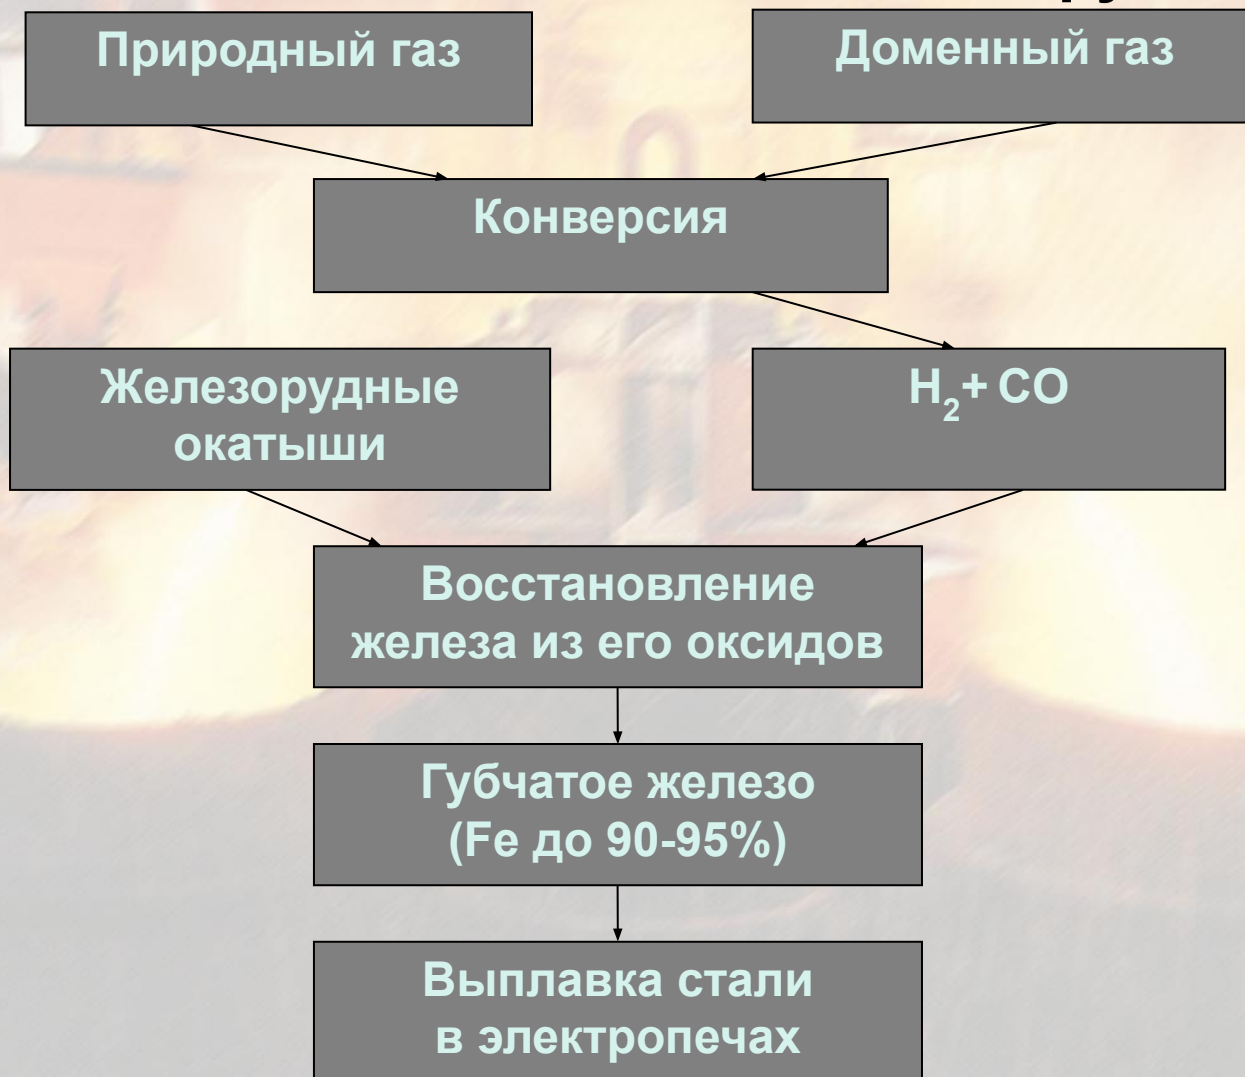 Природный газ
Доменный газ
Конверсия
Железорудные
окатыши
H₂+ CO
Восстановление
железа из его оксидов
Губчатое железо
(Fe до 90-95%)
Выплавка стали
в электропечах